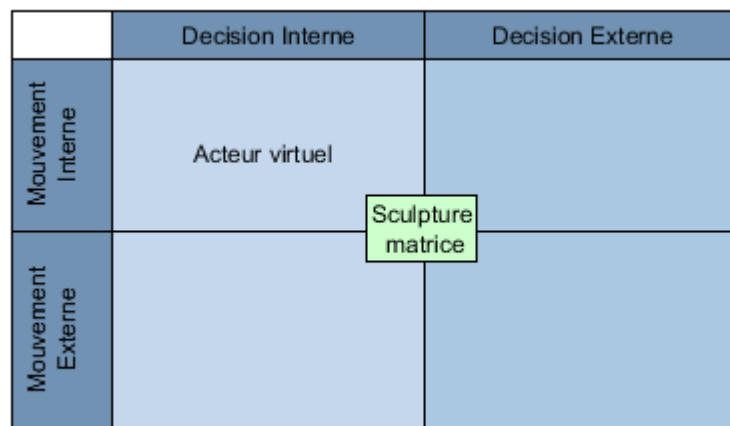 Decision Interne
Decision Externe
Mouvement
Interne
Acteur virtuel
Sculpture
matrice
Mouvement
Externe